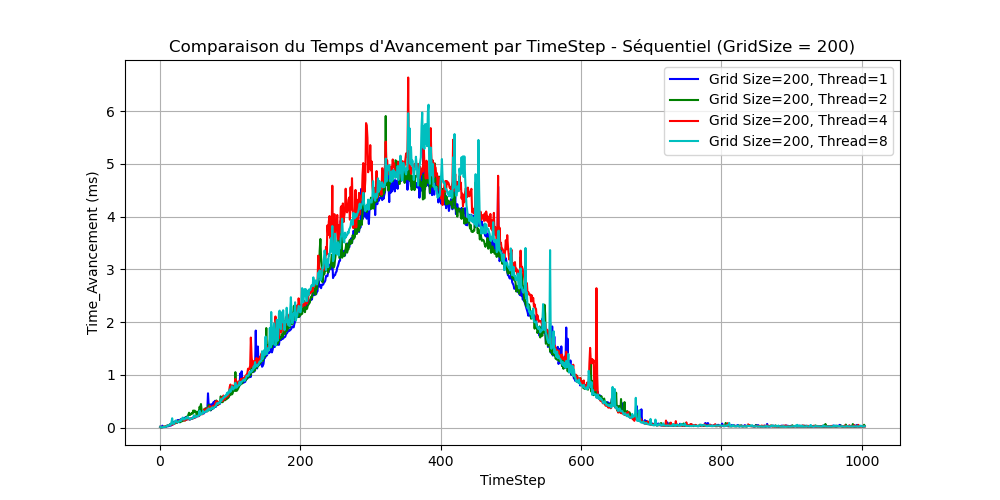 Comparaison du Temps d'Avancement par TimeStep - Séquentiel (GridSize = 200)
Grid Size=200, Thread=1
Grid Size=200, Thread=2
Grid Size=200, Thread=4
Grid Size=200, Thread=8
Time_Avancement (ms)
6
5
4
3
2
1
0
0 200 400 600 800 1000
TimeStep